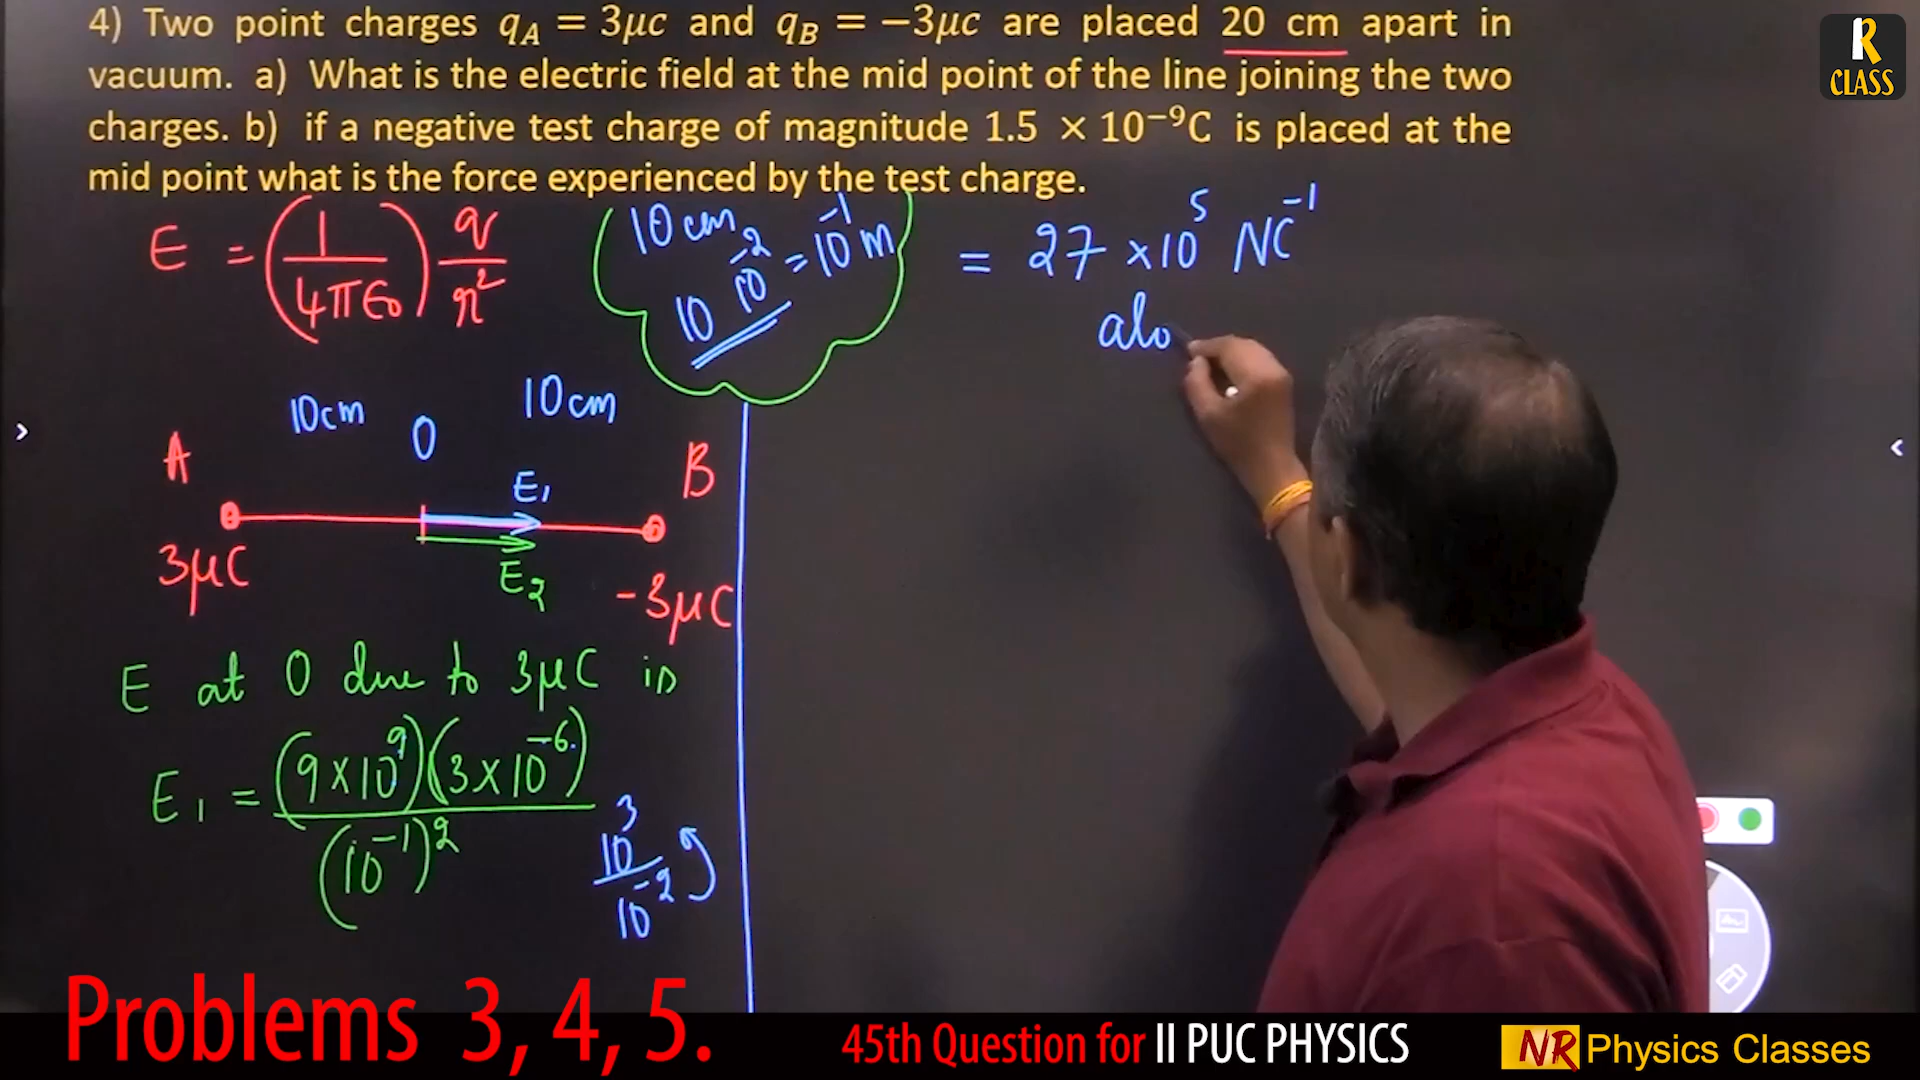 4) Two point charges qA = 3μc and qB = −3μc are placed 20 cm apart in
vacuum. a) What is the electric field at the mid point of the line joining the two
charges. b) if a negative test charge of magnitude 1.5 × 10⁻⁹C is placed at the
mid point what is the force experienced by the test charge.
R
CLASS
E = (1/4πϵ₀) q/r²
10 cm
10 10⁻² = 10⁻¹ m
= 27 × 10⁵ NC⁻¹
alo
10cm O 10cm
A B
E₁
E₂
3μC -3μC
E at O due to 3μC is
E₁ = (9×10⁹)(3×10⁻⁶)/(10⁻¹)²
10³/10⁻²
Problems 3, 4, 5.
45th Question for II PUC PHYSICS
NR Physics Classes